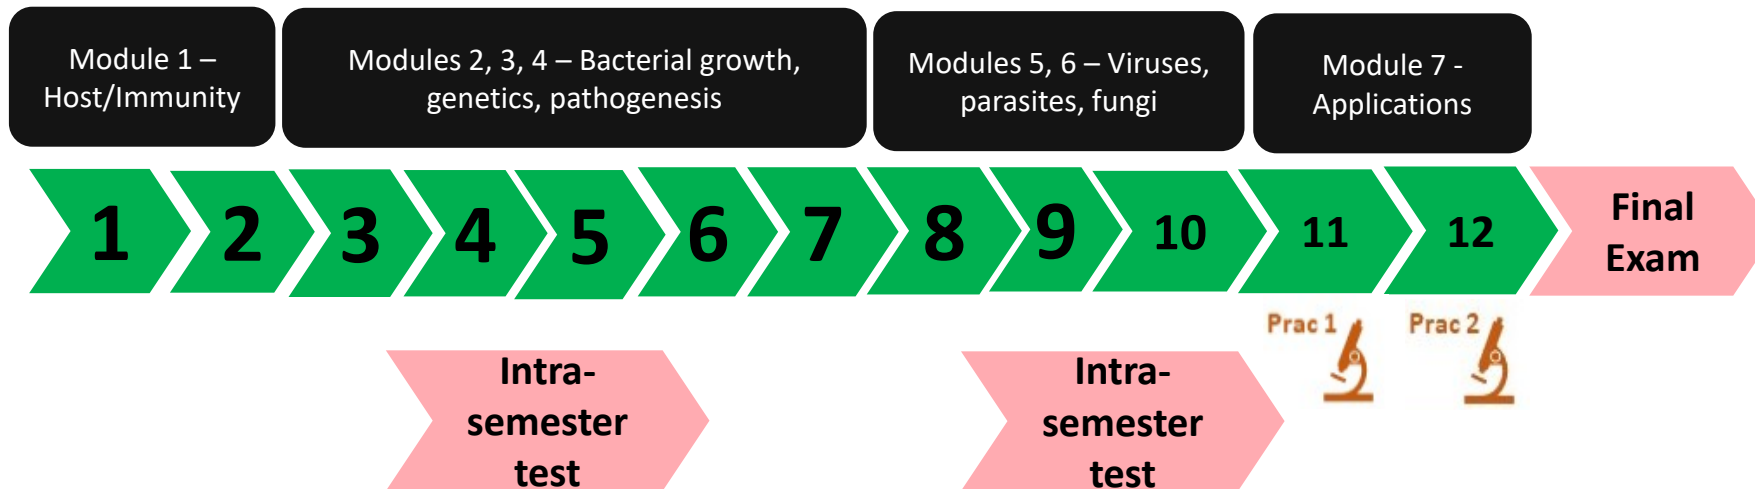 Module 1 –
Host/Immunity
Modules 2, 3, 4 – Bacterial growth,
genetics, pathogenesis
Modules 5, 6 – Viruses,
parasites, fungi
Module 7 -
Applications
1
2
3
4
5
6
7
8
9
10
11
12
Final
Exam
Prac 1
Prac 2
Intra-
semester
test
Intra-
semester
test